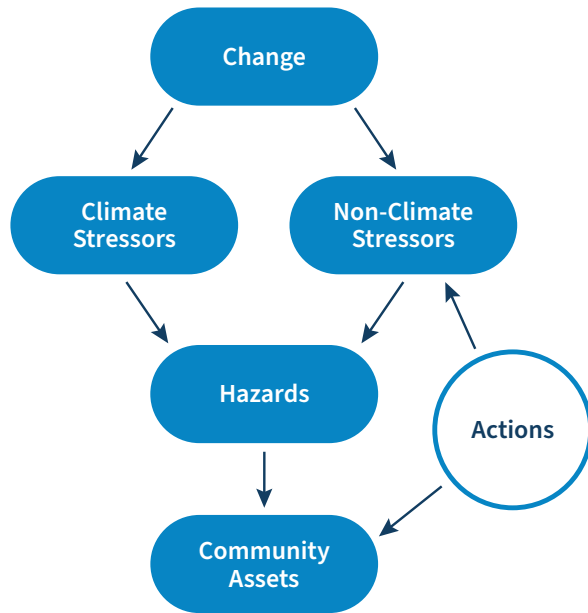 Change
Climate
Stressors
Non-Climate
Stressors
Hazards
Actions
Community
Assets